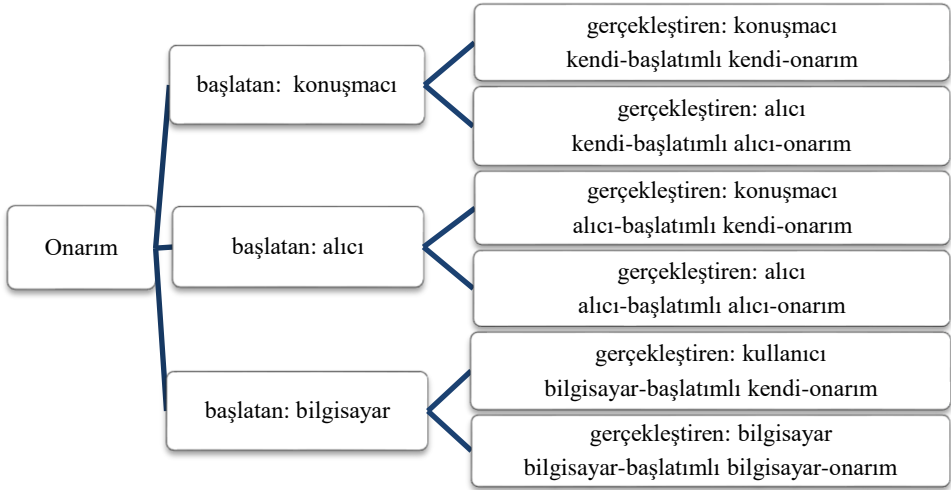 Onarım
başlatan: konuşmacı
gerçekleştiren: konuşmacı
kendi-başlatımlı kendi-onarım
gerçekleştiren: alıcı
kendi-başlatımlı alıcı-onarım
başlatan: alıcı
gerçekleştiren: konuşmacı
alıcı-başlatımlı kendi-onarım
gerçekleştiren: alıcı
alıcı-başlatımlı alıcı-onarım
başlatan: bilgisayar
gerçekleştiren: kullanıcı
bilgisayar-başlatımlı kendi-onarım
gerçekleştiren: bilgisayar
bilgisayar-başlatımlı bilgisayar-onarım